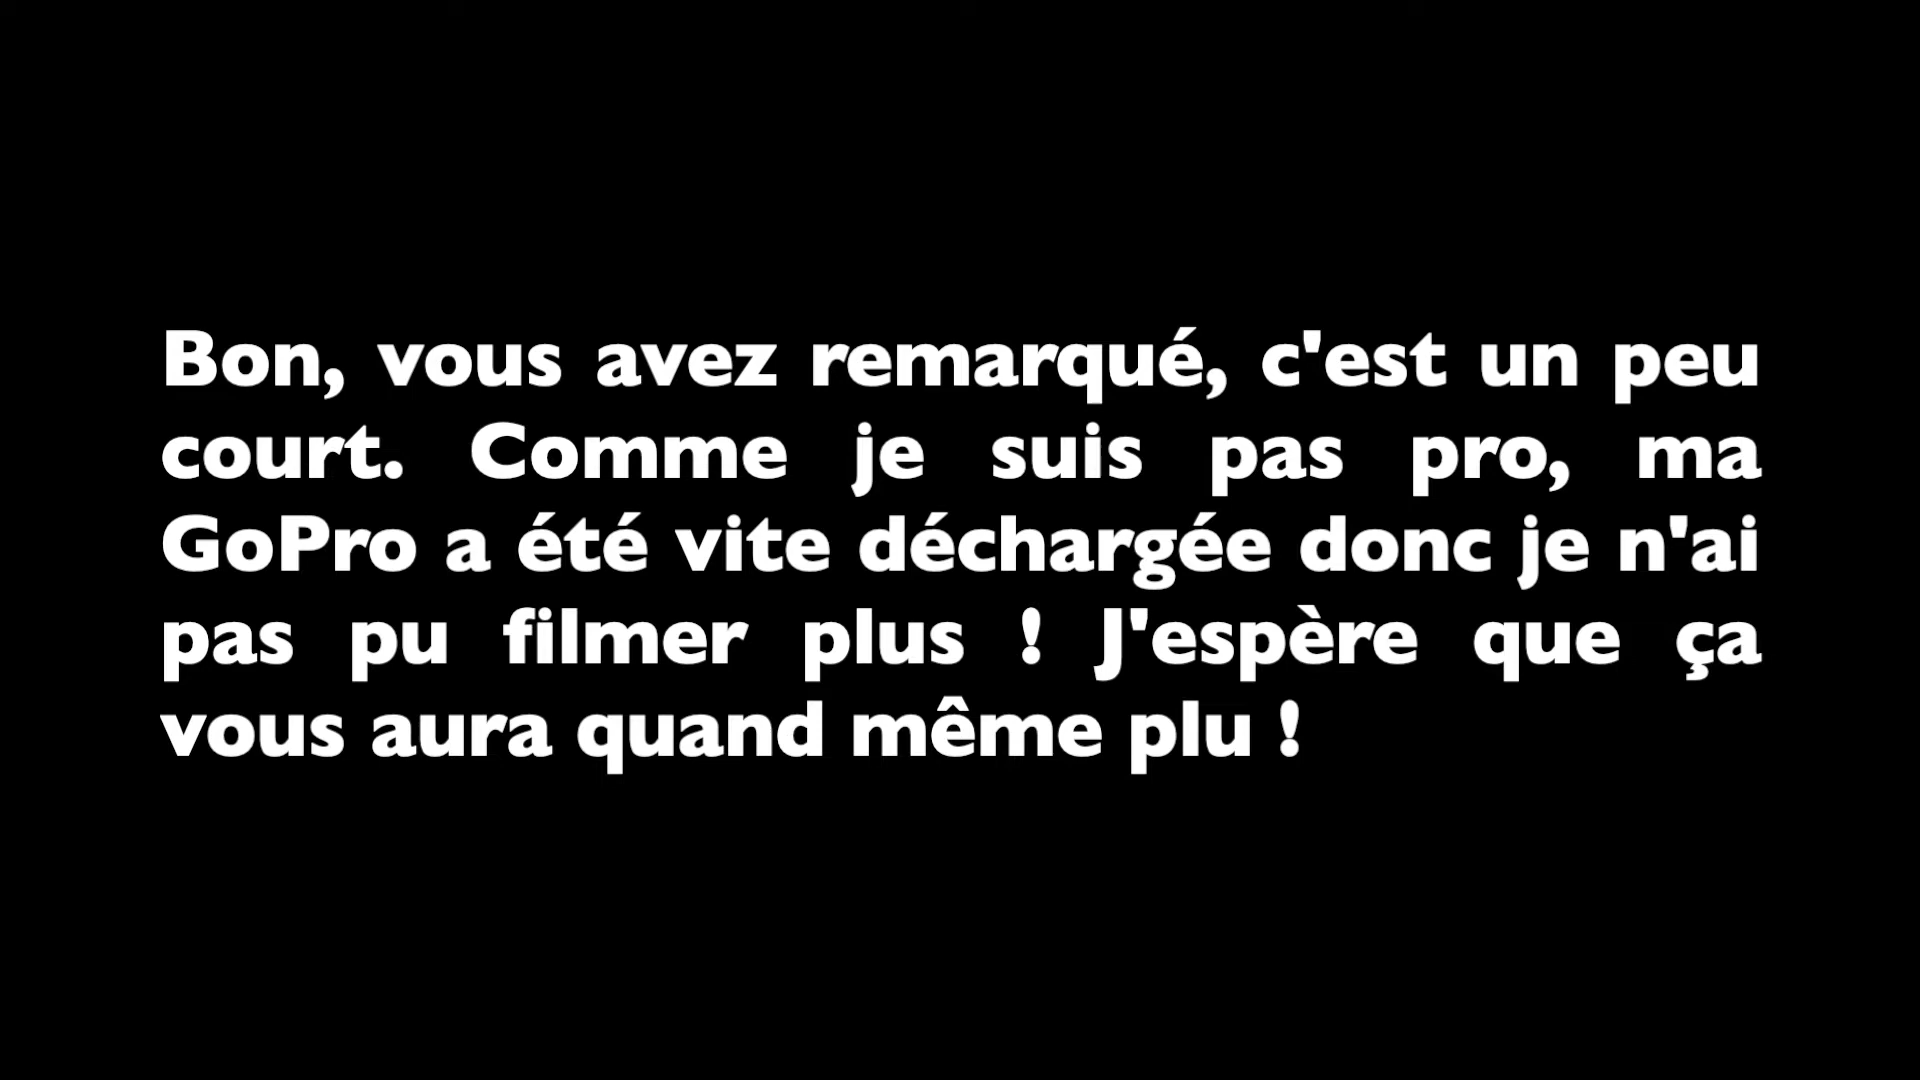 Bon, vous avez remarqué, c'est un peu
court. Comme je suis pas pro, ma
GoPro a été vite déchargée donc je n'ai
pas pu filmer plus ! J'espère que ça
vous aura quand même plu !